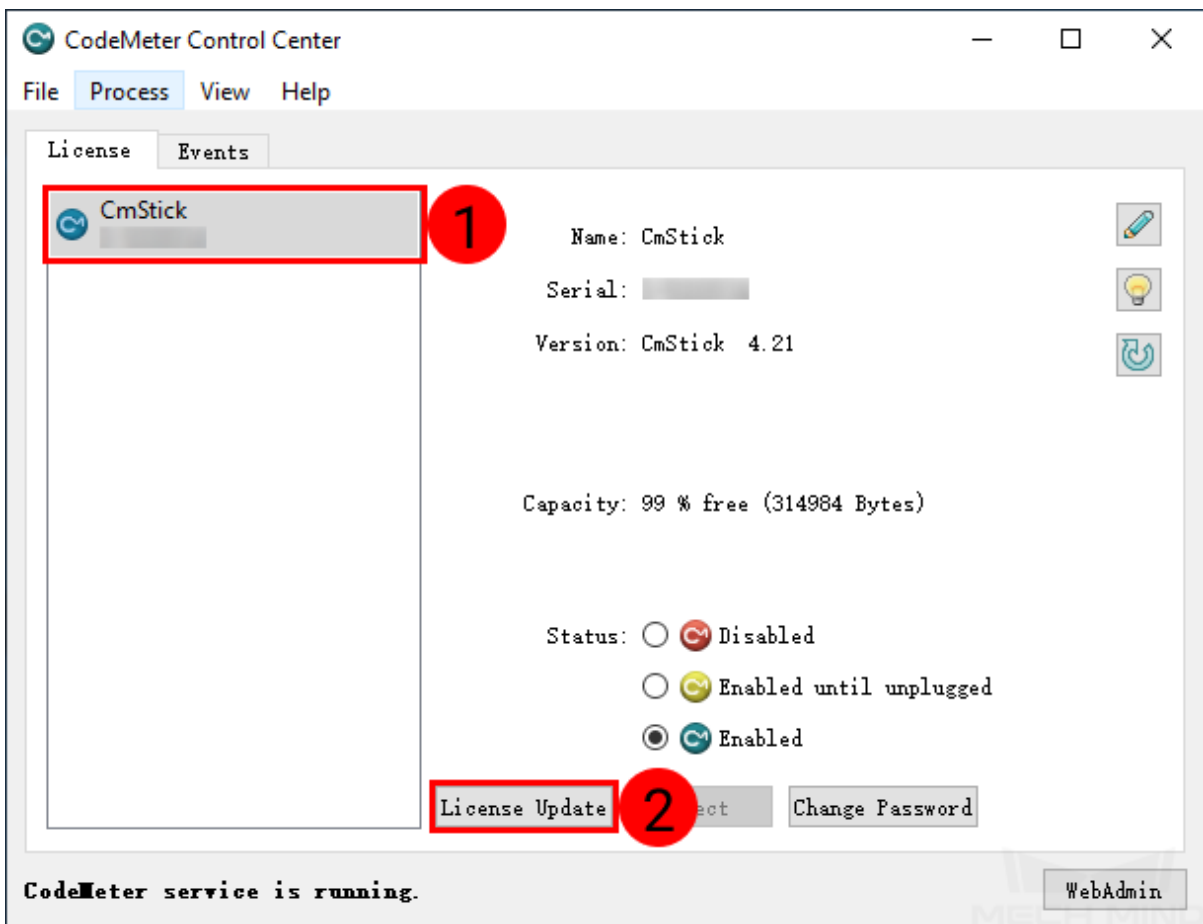 CodeMeter Control Center
File Process View Help
License Events
CmStick
1
Name: CmStick
Serial:
Version: CmStick 4.21
Capacity: 99 % free (314984 Bytes)
Status: Disabled
Enabled until unplugged
Enabled
License Update 2 Change Password
CodeMeter service is running.
WebAdmin
MECH MIND